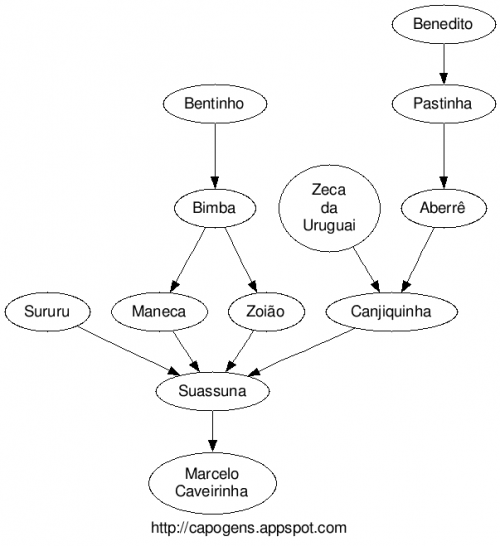 Benedito
Bentinho
Pastinha
Zeca
da
Uruguai
Bimba
Aberrê
Sururu
Maneca
Zoião
Canjiquinha
Suassuna
Marcelo
Caveirinha
http://capogens.appspot.com